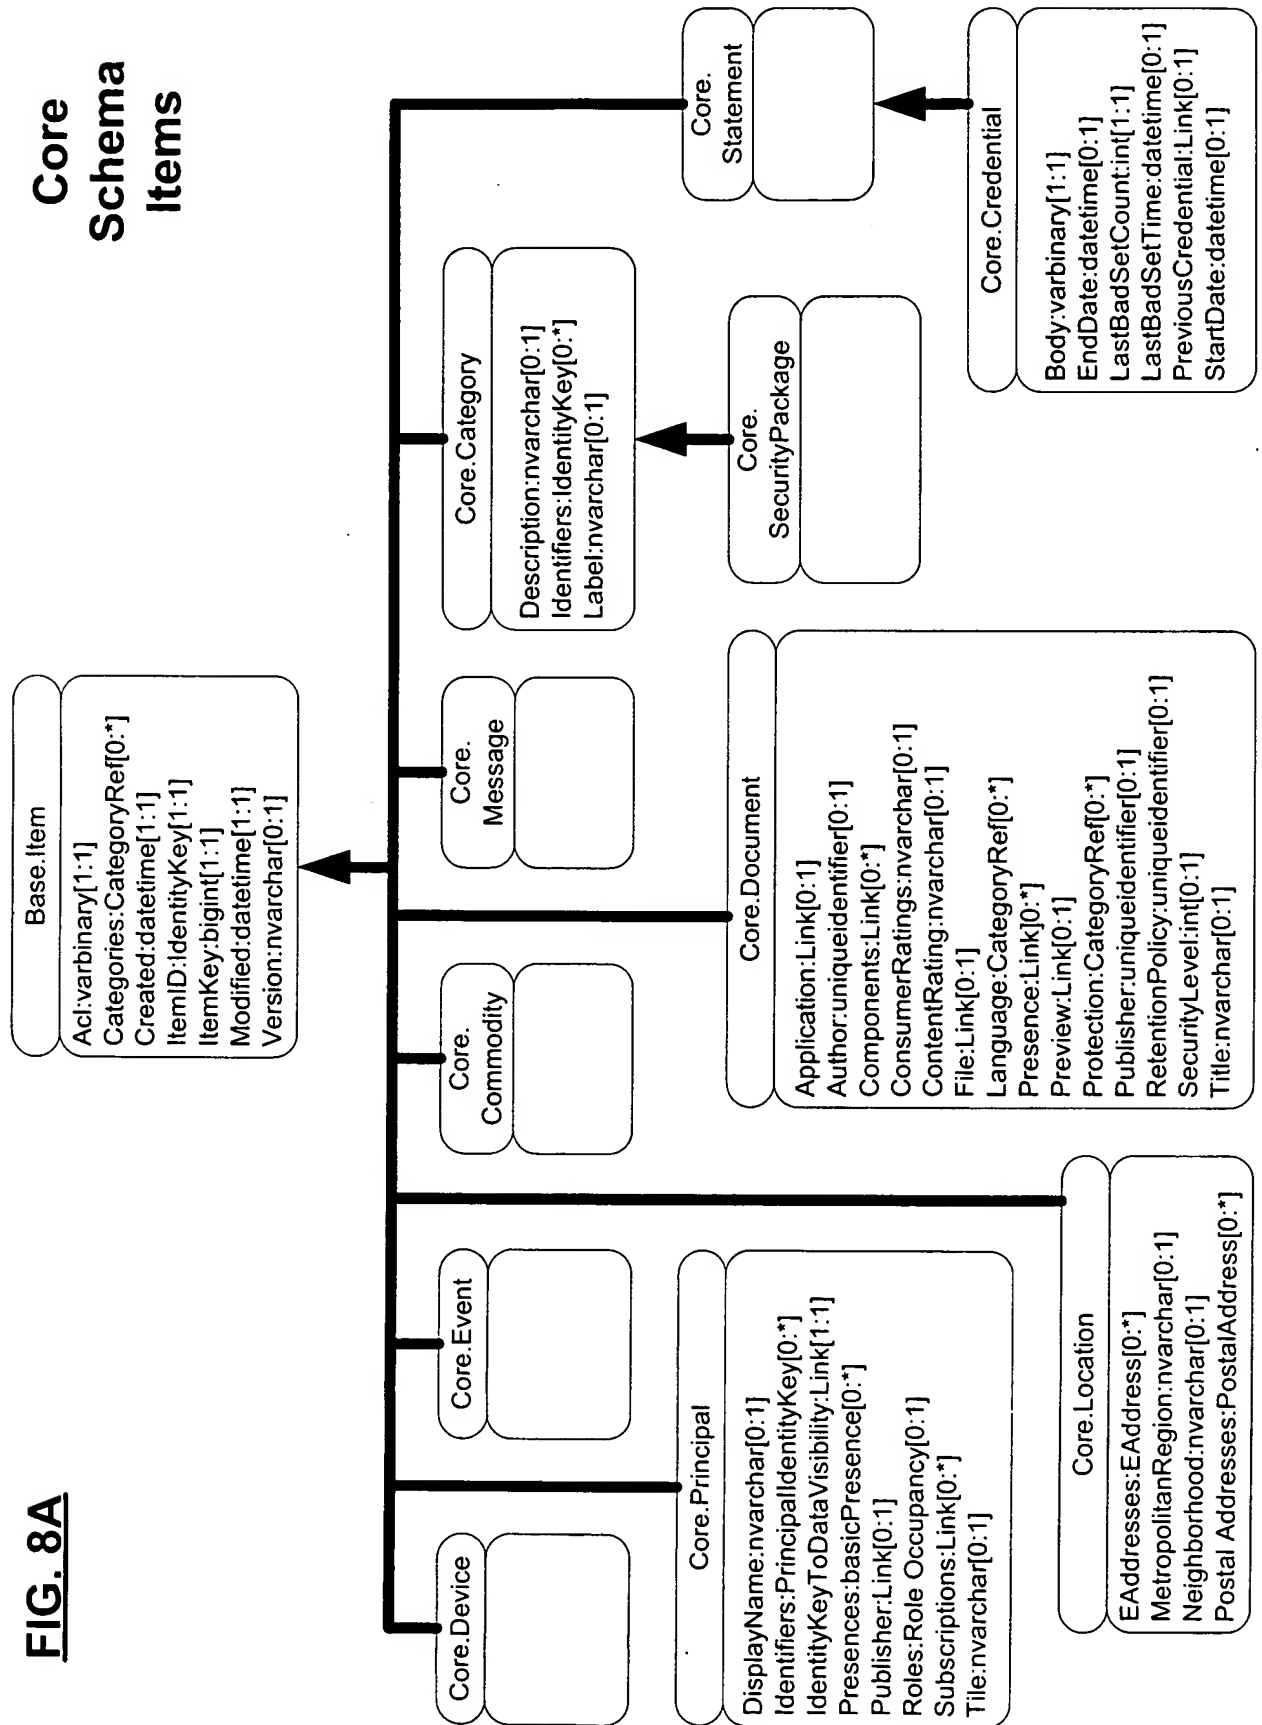 FIG. 8A
Core
Schema
Items
Base.Item
Acl:varbinary[1:1]
Categories:CategoryRef[0:*]
Created:datetime[1:1]
ItemID:IdentityKey[1:1]
ItemKey:bigint[1:1]
Modified:datetime[1:1]
Version:nvarchar[0:1]
Core.Device
Core.Event
Core.
Commodity
Core.
Message
Core.Category
Description:nvarchar[0:1]
Identifiers:IdentityKey[0:*]
Label:nvarchar[0:1]
Core.
Statement
Core.Principal
DisplayName:nvarchar[0:1]
Identifiers:PrincipalIdentityKey[0:*]
IdentityKeyToDataVisibility:Link[1:1]
Presences:basicPresence[0:*]
Publisher:Link[0:1]
Roles:Role Occupancy[0:1]
Subscriptions:Link[0:*]
Tile:nvarchar[0:1]
Core.Document
Application:Link[0:1]
Author:uniqueidentifier[0:1]
Components:Link[0:*]
ConsumerRatings:nvarchar[0:1]
ContentRating:nvarchar[0:1]
File:Link[0:1]
Language:CategoryRef[0:*]
Presence:Link[0:*]
Preview:Link[0:1]
Protection:CategoryRef[0:*]
Publisher:uniqueidentifier[0:1]
RetentionPolicy:uniqueidentifier[0:1]
SecurityLevel:int[0:1]
Title:nvarchar[0:1]
Core.
SecurityPackage
Core.Location
EAddresses:EAddress[0:*]
MetropolitanRegion:nvarchar[0:1]
Neighborhood:nvarchar[0:1]
Postal Addresses:PostalAddress[0:*]
Core.Credential
Body:varbinary[1:1]
EndDate:datetime[0:1]
LastBadSetCount:int[1:1]
LastBadSetTime:datetime[0:1]
PreviousCredential:Link[0:1]
StartDate:datetime[0:1]